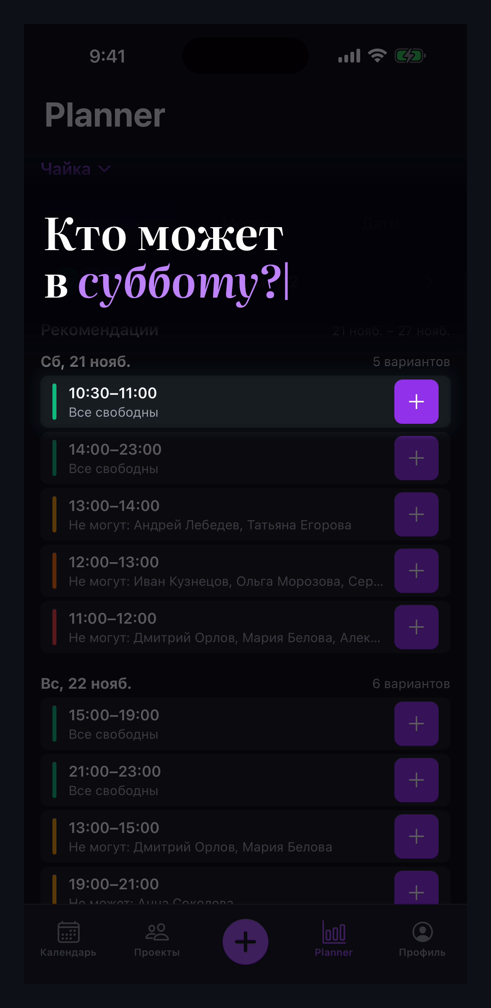 9:41
Planner
Чайка
Кто может
в субботу?
Рекомендации 21 нояб. – 27 нояб.
Сб, 21 нояб. 5 вариантов
10:30–11:00
Все свободны
14:00–23:00
Все свободны
13:00–14:00
Не могут: Андрей Лебедев, Татьяна Егорова
12:00–13:00
Не могут: Иван Кузнецов, Ольга Морозова, Сер...
11:00–12:00
Не могут: Дмитрий Орлов, Мария Белова, Алек...
Вс, 22 нояб. 6 вариантов
15:00–19:00
Все свободны
21:00–23:00
Все свободны
13:00–15:00
Не могут: Дмитрий Орлов, Мария Белова
19:00–21:00
Не может: Анна Соколова
Календарь Проекты Planner Профиль